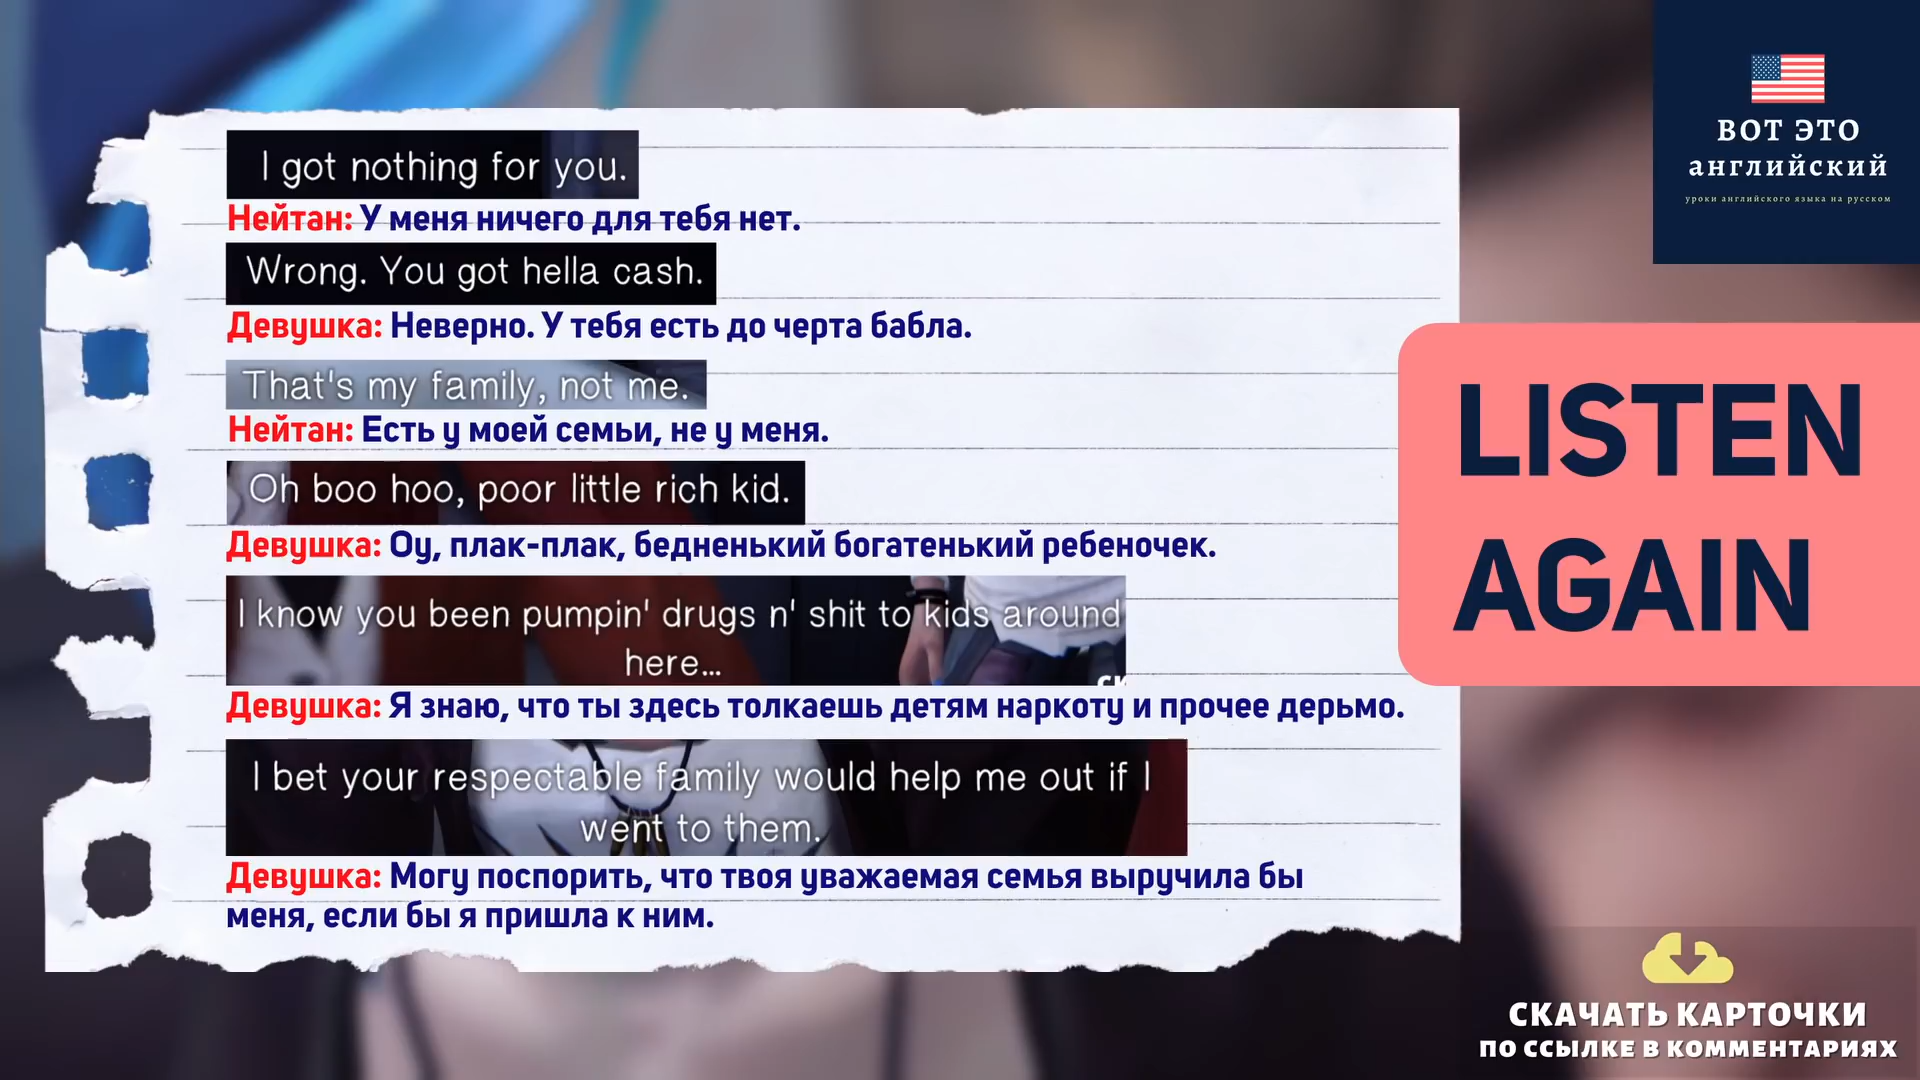 I got nothing for you.
Нейтан: У меня ничего для тебя нет.
Wrong. You got hella cash.
Девушка: Неверно. У тебя есть до черта бабла.
That's my family, not me.
Нейтан: Есть у моей семьи, не у меня.
Oh boo hoo, poor little rich kid.
Девушка: Оу, плак-плак, бедненький богатенький ребеночек.
I know you been pumpin' drugs n' shit to kids around
here...
Девушка: Я знаю, что ты здесь толкаешь детям наркоту и прочее дерьмо.
I bet your respectable family would help me out if I
went to them.
Девушка: Могу поспорить, что твоя уважаемая семья выручила бы
меня, если бы я пришла к ним.
ВОТ ЭТО
английский
уроки английского языка на русском
LISTEN
AGAIN
СКАЧАТЬ КАРТОЧКИ
ПО ССЫЛКЕ В КОММЕНТАРИЯХ